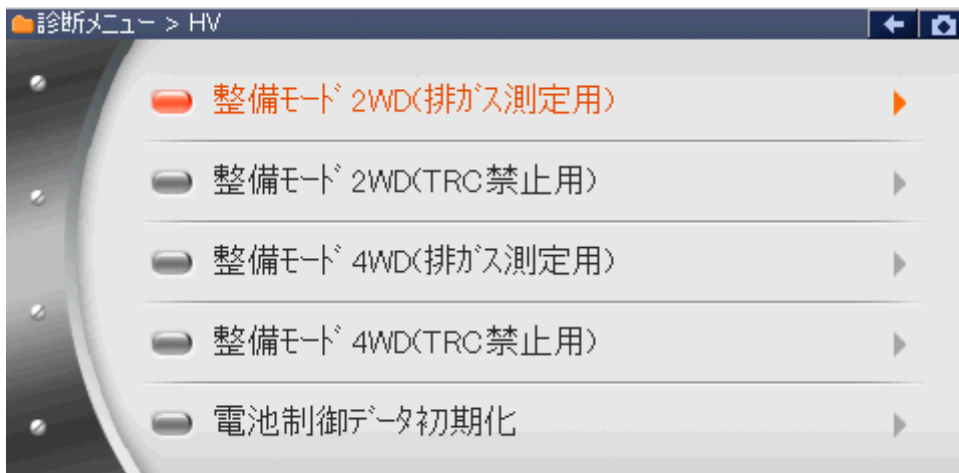 診断メニュー > HV
整備ﾓｰﾄﾞ 2WD(排ｶﾞｽ測定用)
整備ﾓｰﾄﾞ 2WD(TRC禁止用)
整備ﾓｰﾄﾞ 4WD(排ｶﾞｽ測定用)
整備ﾓｰﾄﾞ 4WD(TRC禁止用)
電池制御ﾃﾞｰﾀ初期化